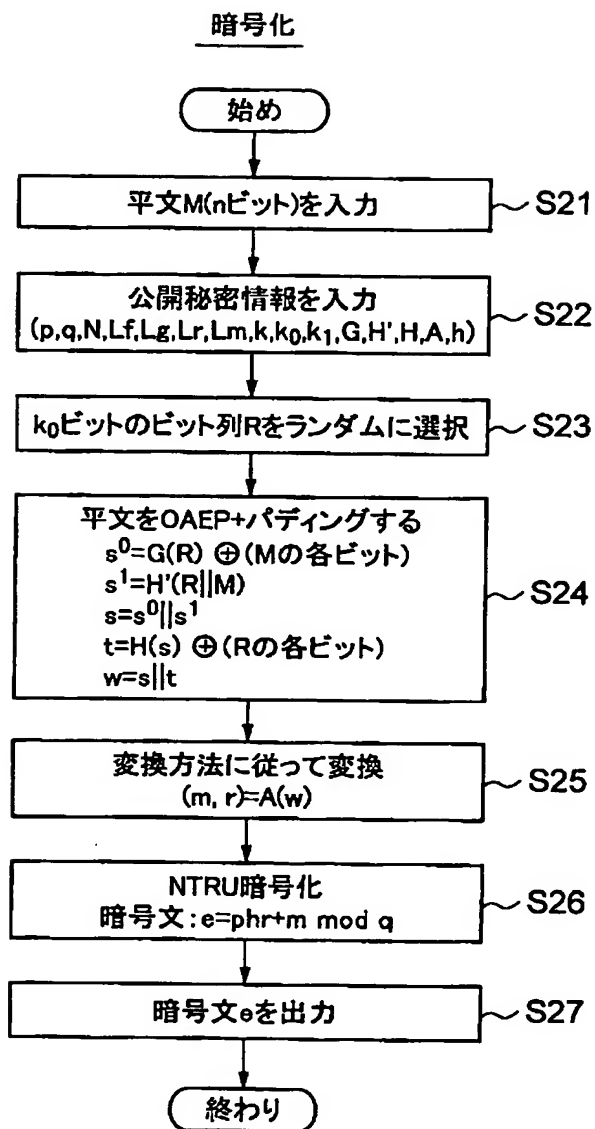 暗号化
始め
平文M(nビット)を入力
S21
公開秘密情報を入力
(p,q,N,Lf,Lg,Lr,Lm,k,k₀,k₁,G,H',H,A,h)
S22
k₀ビットのビット列Rをランダムに選択
S23
平文をOAEP+パディングする
s⁰=G(R) ⊕ (Mの各ビット)
s¹=H'(R||M)
s=s⁰||s¹
t=H(s) ⊕ (Rの各ビット)
w=s||t
S24
変換方法に従って変換
(m, r)=A(w)
S25
NTRU暗号化
暗号文:e=phr+m mod q
S26
暗号文eを出力
S27
終わり